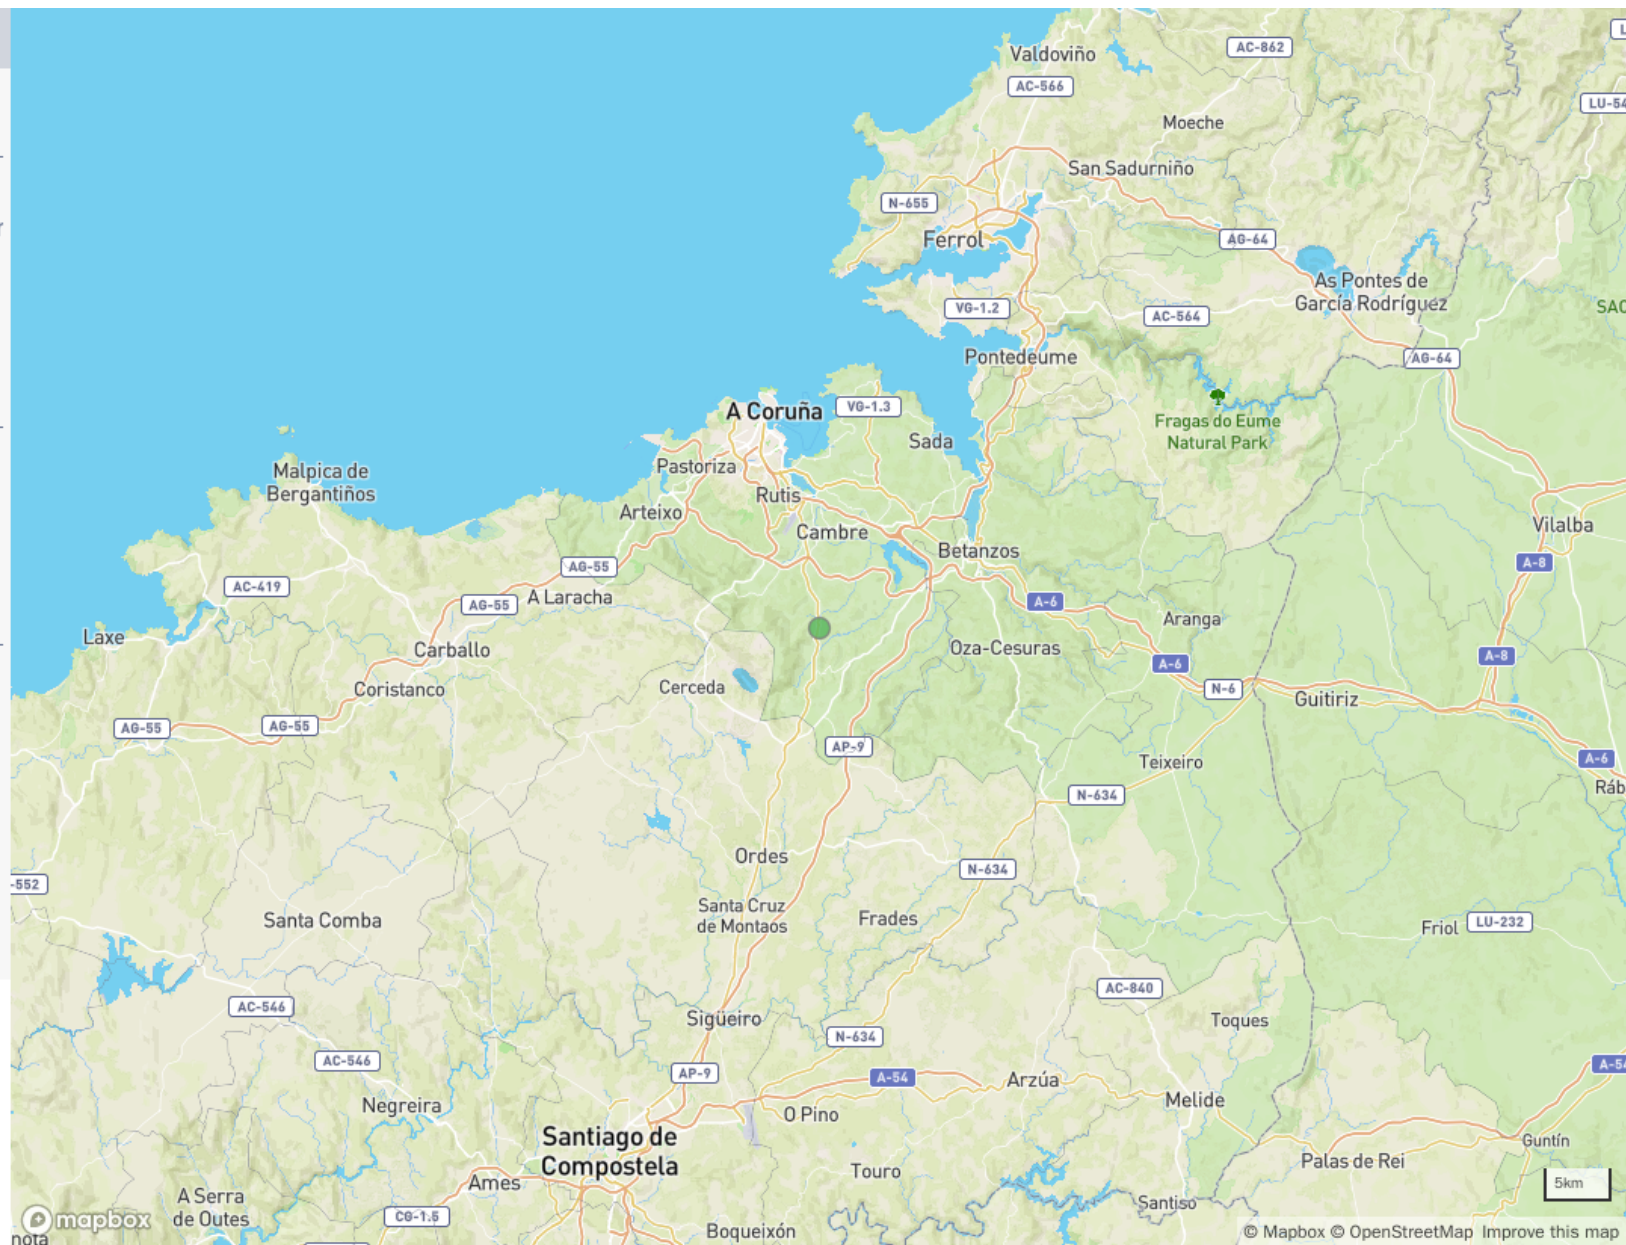 Valdoviño
AC-862
AC-566
LU-54
Moeche
San Sadurniño
N-655
Ferrol
AG-64
As Pontes de
García Rodríguez
VG-1.2
AC-564
SAC
Pontedeume
AG-64
Fragas do Eume
Natural Park
A Coruña
VG-1.3
Sada
Pastoriza
Malpica de
Bergantiños
Rutis
Arteixo
Cambre
Vilalba
Betanzos
A-8
AG-55
AC-419
A Laracha
AG-55
A-6
Aranga
Laxe
Carballo
Oza-Cesuras
A-6
A-8
Coristanco
Cerceda
N-6
Guitiriz
AG-55
AG-55
AP-9
Teixeiro
A-6
Ráb
N-634
Ordes
N-634
-552
Santa Comba
Santa Cruz
de Montaos
Frades
Friol
LU-232
AC-546
AC-840
Sigüeiro
Toques
N-634
AC-546
AP-9
A-54
Arzúa
A-54
Negreira
O Pino
Melide
Santiago de
Compostela
Guntín
Palas de Rei
Touro
Ames
5km
A Serra
de Outes
Santiso
CG-1.5
mapbox
Boqueixón
nota
© Mapbox © OpenStreetMap Improve this map